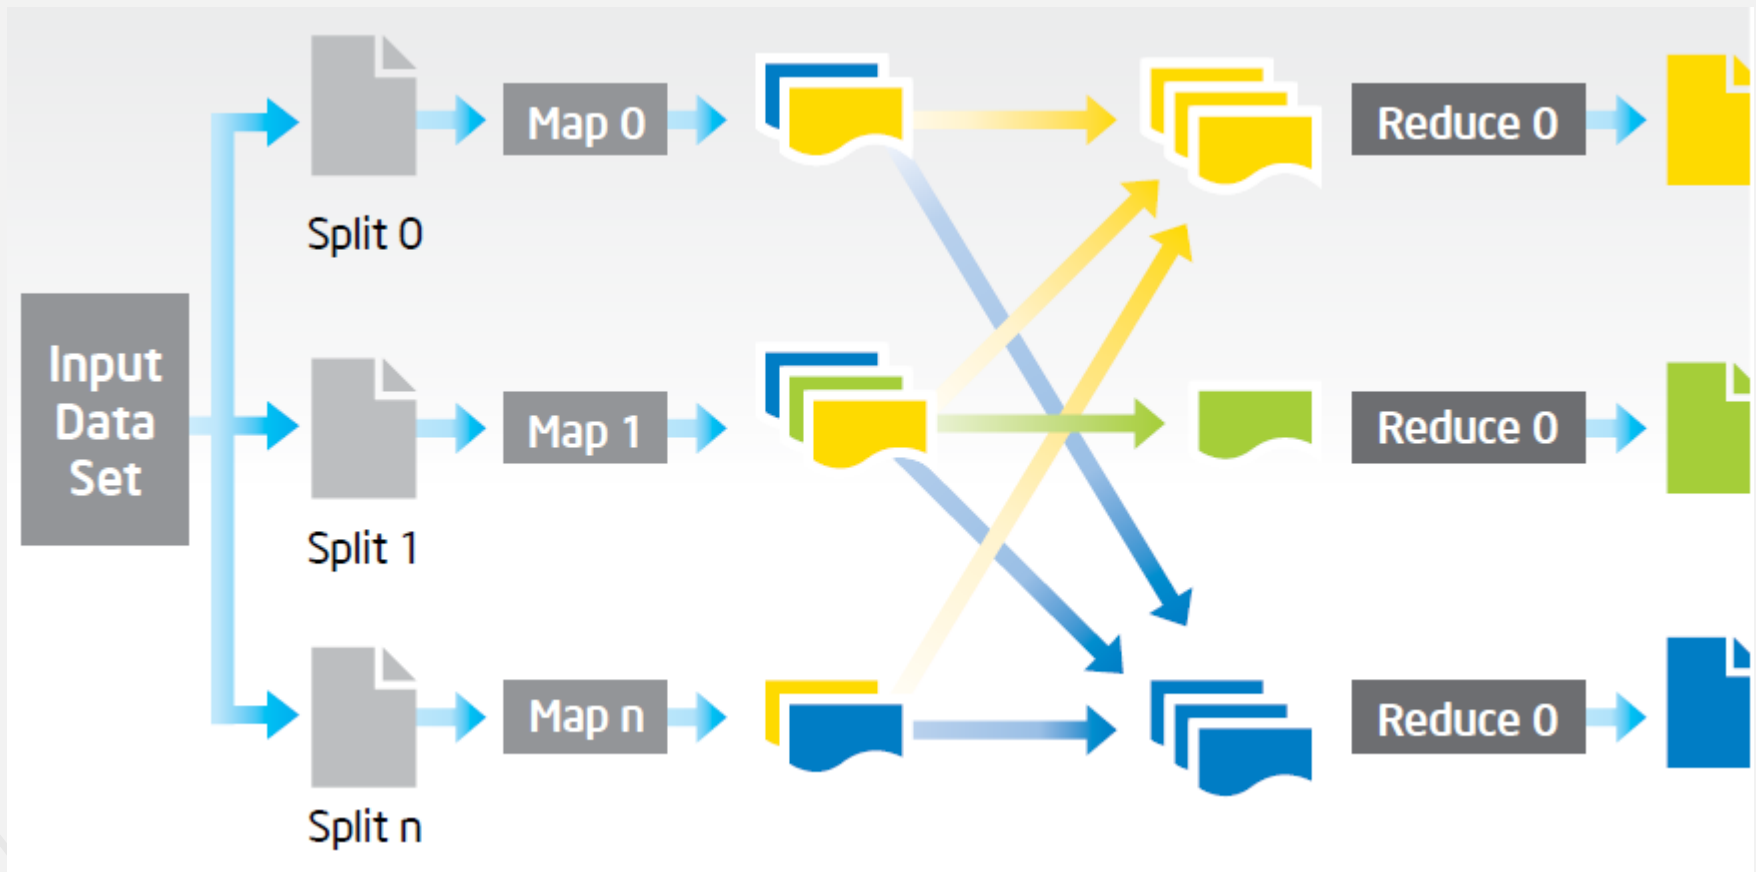 Map 0
Reduce 0
Split 0
Input
Data
Set
Map 1
Reduce 0
Split 1
Map n
Reduce 0
Split n